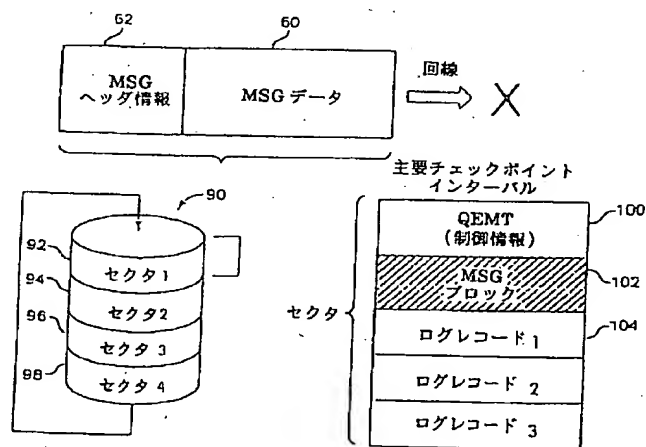 62
60
MSG
ヘッダ情報
MSG データ
回線
主要チェックポイント
インターバル
90
92
94
96
98
セクタ 1
セクタ2
セクタ 3
セクタ 4
セクタ
QEMT
(制御情報)
100
MSG
ブロック
102
ログレコード 1
104
ログレコード 2
ログレコード 3